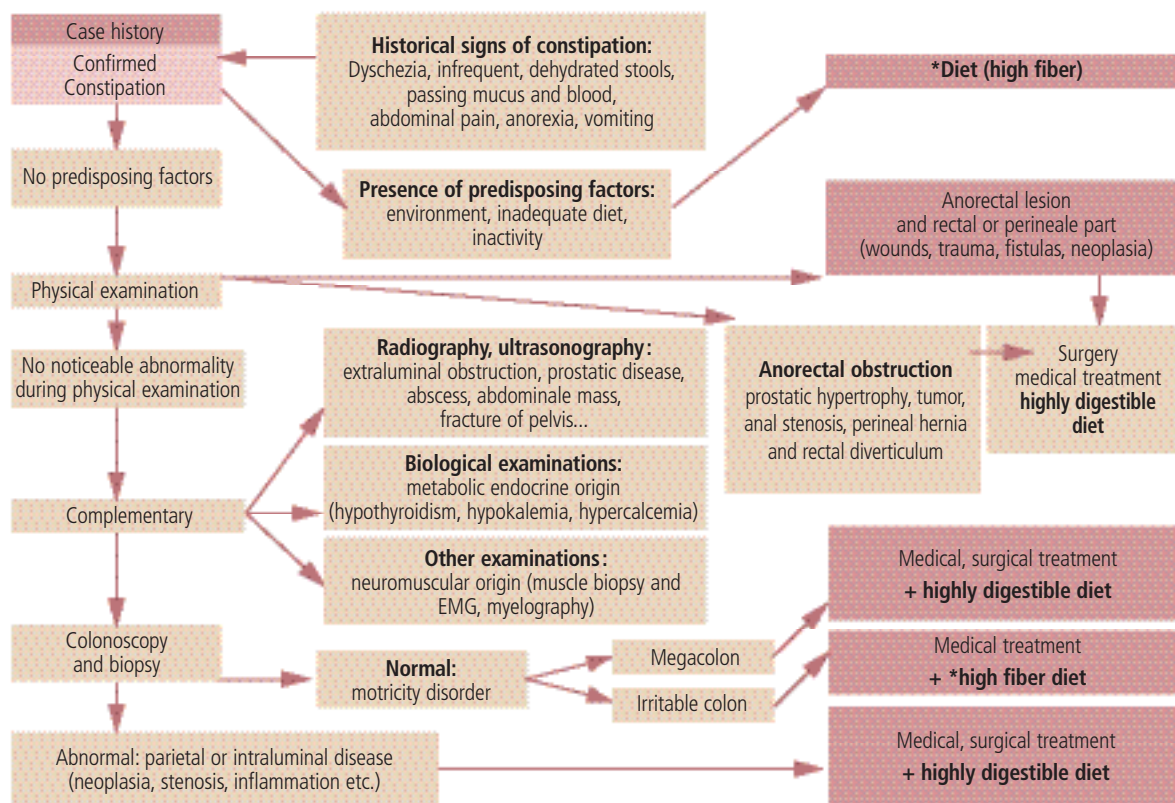 Case history
Confirmed
Constipation
Historical signs of constipation:
Dyschezia, infrequent, dehydrated stools,
passing mucus and blood,
abdominal pain, anorexia, vomiting
*Diet (high fiber)
No predisposing factors
Presence of predisposing factors:
environment, inadequate diet,
inactivity
Anorectal lesion
and rectal or perineale part
(wounds, trauma, fistulas, neoplasia)
Physical examination
No noticeable abnormality
during physical examination
Radiography, ultrasonography:
extraluminal obstruction, prostatic disease,
abscess, abdominale mass,
fracture of pelvis...
Anorectal obstruction
prostatic hypertrophy, tumor,
anal stenosis, perineal hernia
and rectal diverticulum
Surgery
medical treatment
highly digestible
diet
Biological examinations:
metabolic endocrine origin
(hypothyroidism, hypokalemia, hypercalcemia)
Complementary
Other examinations:
neuromuscular origin (muscle biopsy and
EMG, myelography)
Medical, surgical treatment
+ highly digestible diet
Colonoscopy
and biopsy
Normal:
motricity disorder
Megacolon
Irritable colon
Medical treatment
+ *high fiber diet
Abnormal: parietal or intraluminal disease
(neoplasia, stenosis, inflammation etc.)
Medical, surgical treatment
+ highly digestible diet